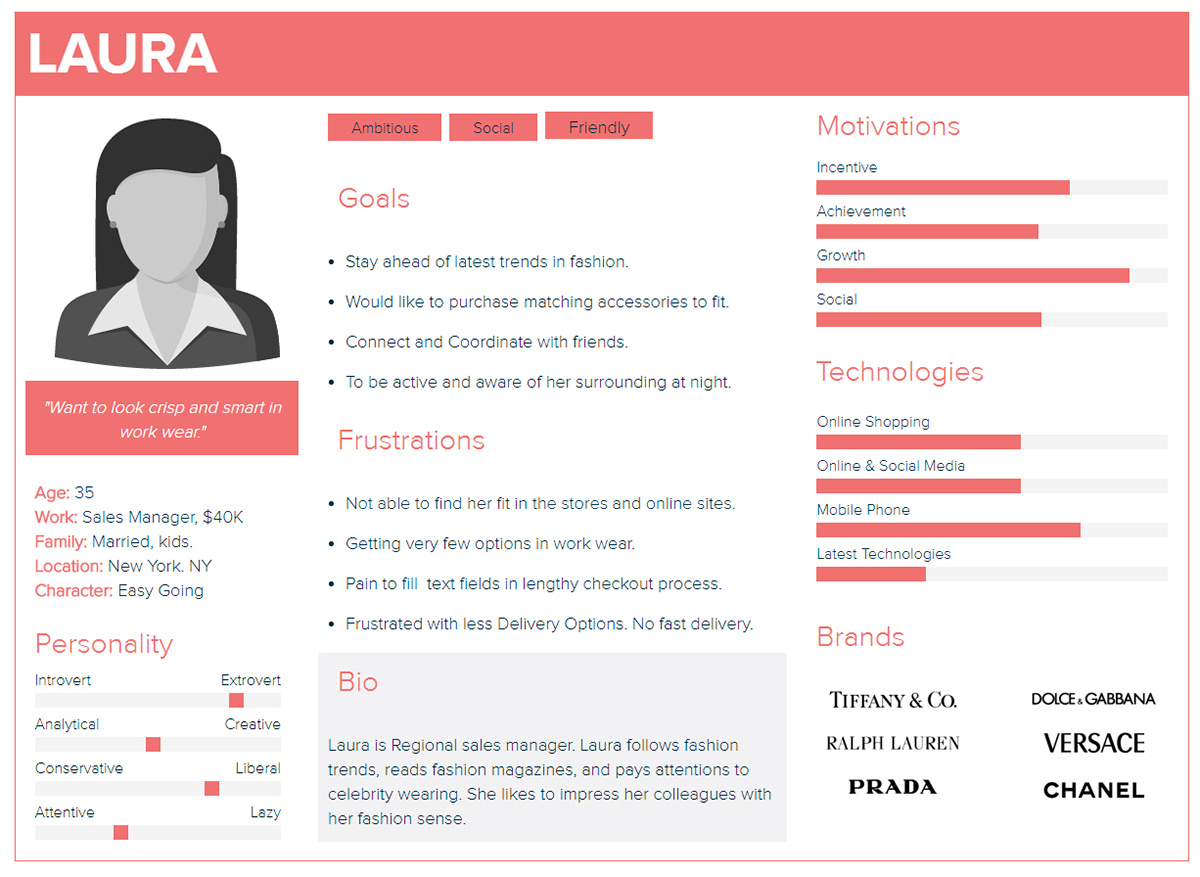 LAURA
"Want to look crisp and smart in
work wear."
Age: 35
Work: Sales Manager, $40K
Family: Married, kids.
Location: New York. NY
Character: Easy Going
Personality
Introvert Extrovert
Analytical Creative
Conservative Liberal
Attentive Lazy
Ambitious Social Friendly
Goals
• Stay ahead of latest trends in fashion.
• Would like to purchase matching accessories to fit.
• Connect and Coordinate with friends.
• To be active and aware of her surrounding at night.
Frustrations
• Not able to find her fit in the stores and online sites.
• Getting very few options in work wear.
• Pain to fill  text fields in lengthy checkout process.
• Frustrated with less Delivery Options. No fast delivery.
Bio
Laura is Regional sales manager. Laura follows fashion
trends, reads fashion magazines, and pays attentions to
celebrity wearing. She likes to impress her colleagues with
her fashion sense.
Motivations
Incentive
Achievement
Growth
Social
Technologies
Online Shopping
Online & Social Media
Mobile Phone
Latest Technologies
Brands
TIFFANY & CO. DOLCE & GABBANA
RALPH LAUREN VERSACE
PRADA CHANEL